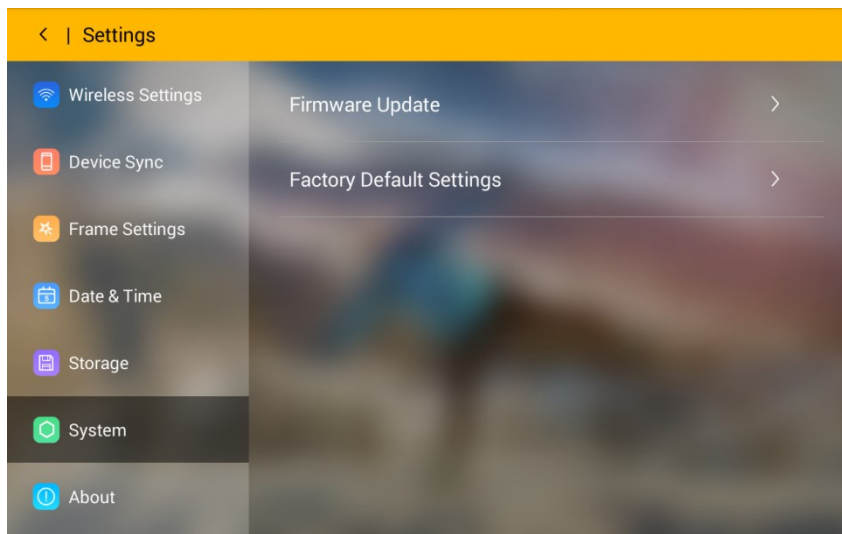 < | Settings
Wireless Settings
Device Sync
Frame Settings
Date & Time
Storage
System
About
Firmware Update
Factory Default Settings